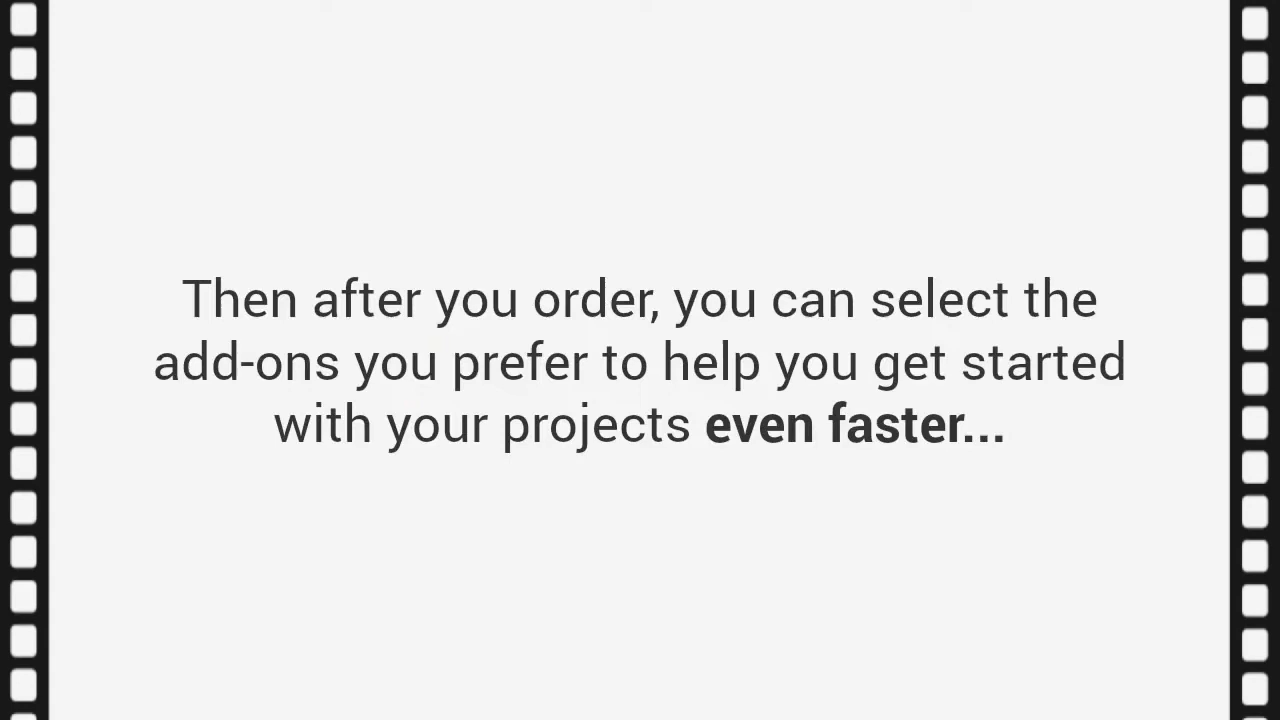 Then after you order, you can select the
add-ons you prefer to help you get started
with your projects even faster...